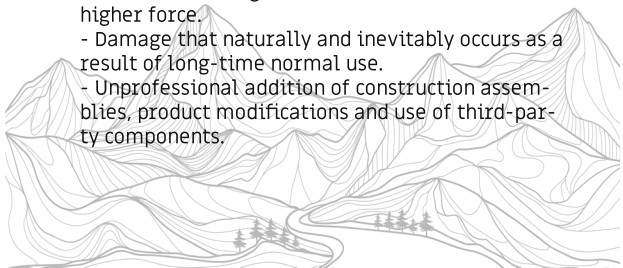 higher force.
- Damage that naturally and inevitably occurs as a
result of long-time normal use.
- Unprofessional addition of construction assem-
blies, product modifications and use of third-par-
ty components.